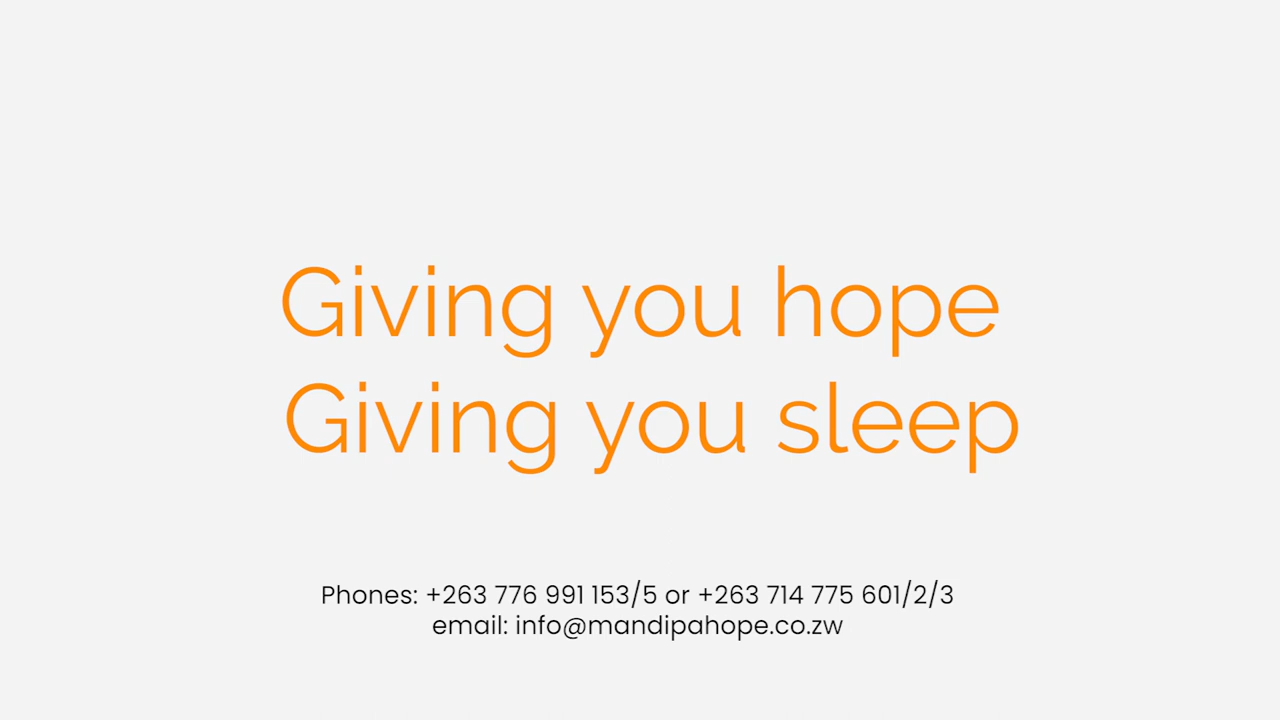 Giving you hope
Giving you sleep
Phones: +263 776 991 153/5 or +263 714 775 601/2/3
email: info@mandipahope.co.zw